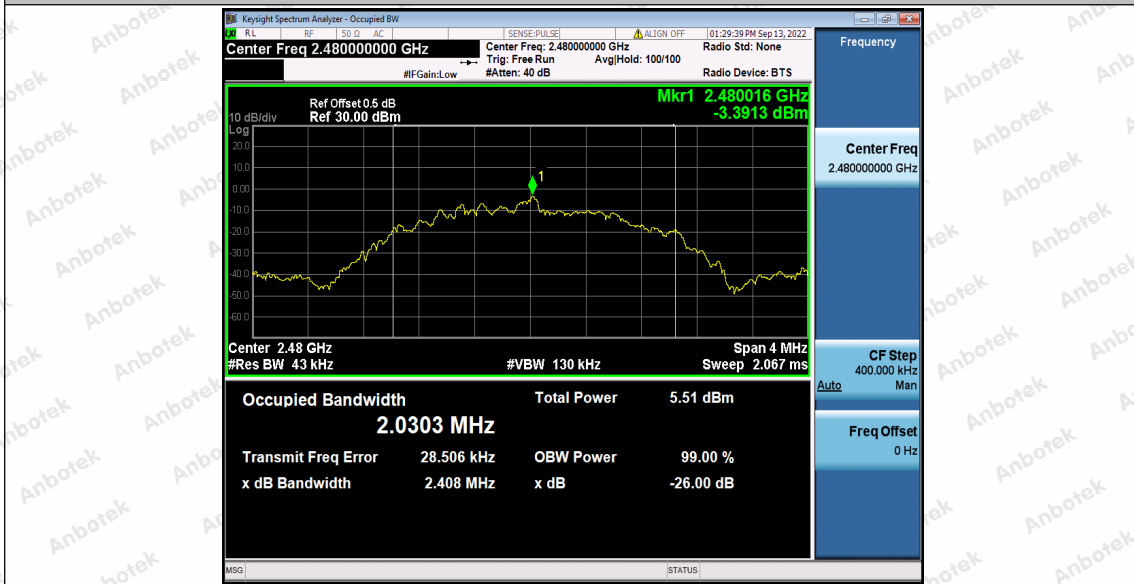 Keysight Spectrum Analyzer - Occupied BW
LXI RL RF 50 Ω AC SENSE:PULSE ALIGN OFF 01:29:39 PM Sep 13, 2022
Center Freq 2.480000000 GHz
Center Freq: 2.480000000 GHz
Radio Std: None
Trig: Free Run Avg|Hold: 100/100
#IFGain:Low
#Atten: 40 dB
Radio Device: BTS
Frequency
Mkr1 2.480016 GHz
-3.3913 dBm
Ref Offset 0.5 dB
10 dB/div Ref 30.00 dBm
Log
20.0
10.0
0.00
-10.0
-20.0
-30.0
-40.0
-50.0
-60.0
1
Center 2.48 GHz Span 4 MHz
#Res BW 43 kHz #VBW 130 kHz Sweep 2.067 ms
Occupied Bandwidth Total Power 5.51 dBm
2.0303 MHz
Transmit Freq Error 28.506 kHz OBW Power 99.00 %
x dB Bandwidth 2.408 MHz x dB -26.00 dB
Center Freq
2.480000000 GHz
CF Step
400.000 kHz
Auto Man
Freq Offset
0 Hz
MSG STATUS
Anbotek